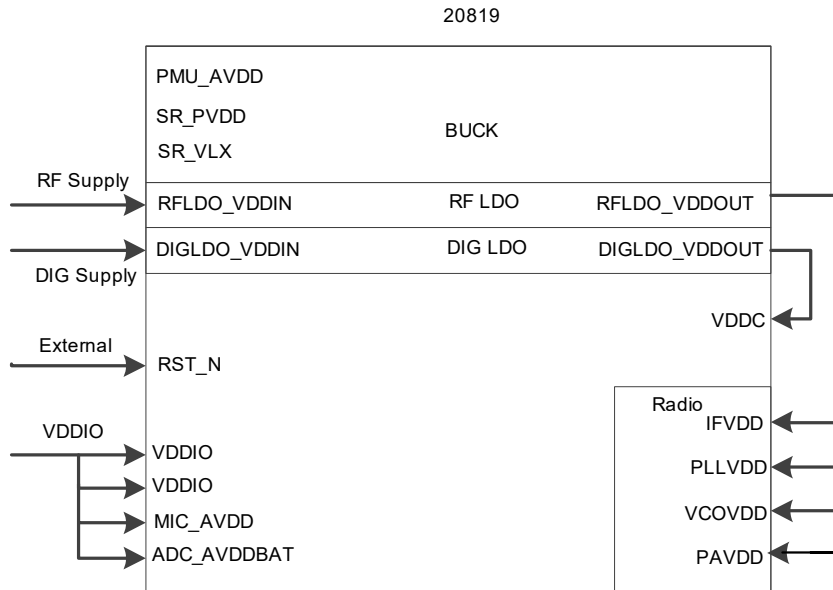 20819
PMU_AVDD
SR_PVDD
BUCK
SR_VLX
RF Supply
RFLDO_VDDIN RF LDO RFLDO_VDDOUT
DIGLDO_VDDIN DIG LDO DIGLDO_VDDOUT
DIG Supply
VDDC
External
RST_N
Radio
IFVDD
VDDIO
VDDIO
PLLVDD
VDDIO
VCOVDD
MIC_AVDD
ADC_AVDDBAT
PAVDD